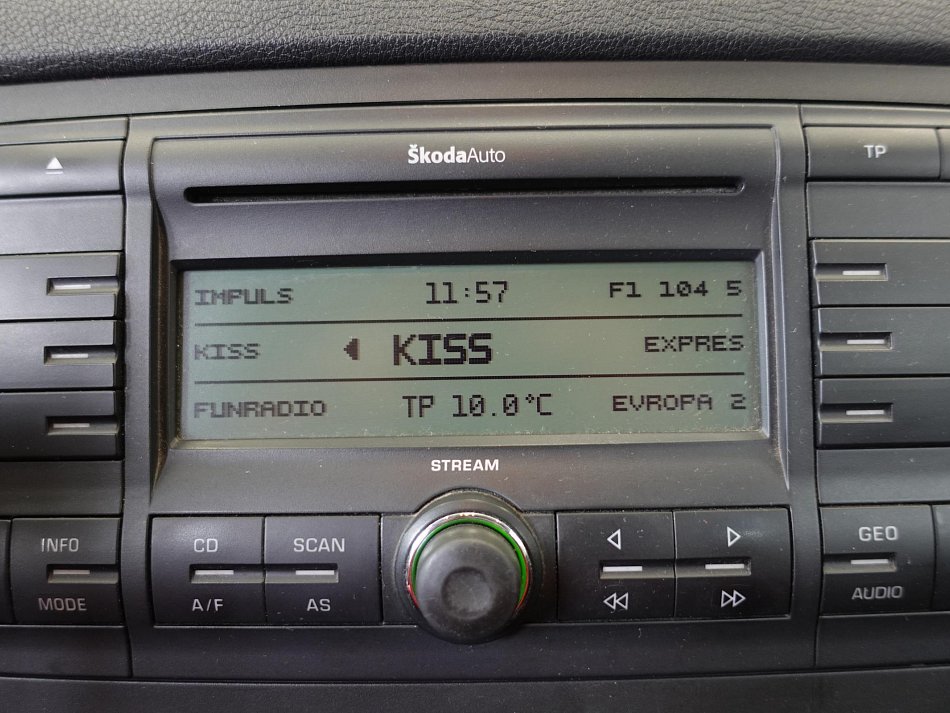 ŠkodaAuto
TP
IMPULS 11:57 F1 104 5
KISS KISS EXPRES
FUNRADIO TP 10.0°C EVROPA 2
STREAM
INFO CD SCAN GEO
MODE A/F AS AUDIO